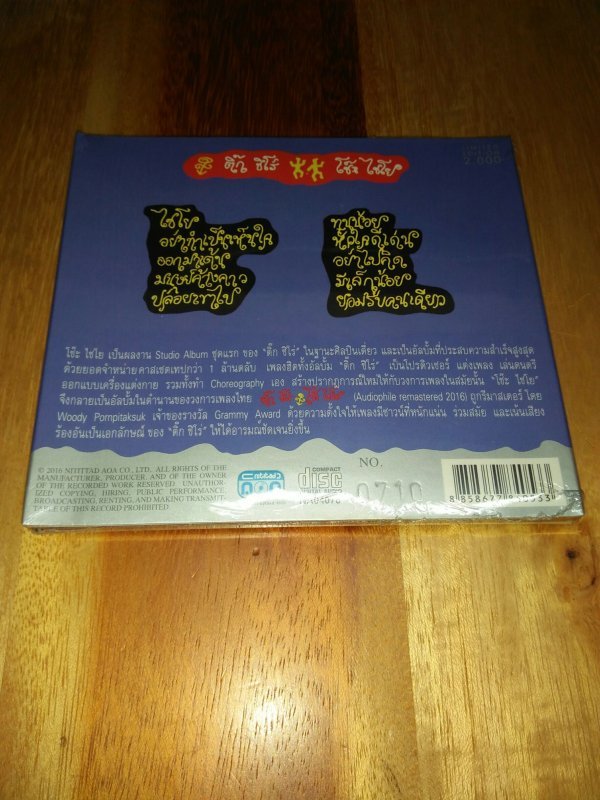 ติ๊ก ชิโร่ โช๊ะ ไชโย
LIMITED
EDITION
2,000
ไชโย
อย่าทำเป็นเห็นใจ
ออกมาเต้น
มนุษย์ค้างคาว
ปล่อยเขาไป
ทาน้อย
อย่าไปคิด
มีเล็กน้อย
ยอมรับคนเดียว
โช๊ะ ไชโย เป็นผลงาน Studio Album ชุดแรก ของ "ติ๊ก ชิโร่" ในฐานะศิลปินเดี่ยว และเป็นอัลบั้มที่ประสบความสำเร็จสูงสุด
ด้วยยอดจำหน่ายคาสเซตเทปกว่า 1 ล้านตลับ เพลงฮิตทั้งอัลบั้ม "ติ๊ก ชิโร่" เป็นโปรดิวเซอร์ แต่งเพลง เล่นดนตรี
ออกแบบเครื่องแต่งกาย รวมทั้งทำ Choreography เอง สร้างปรากฏการณ์ใหม่ให้กับวงการเพลงในสมัยนั้น "โช๊ะ ไชโย"
จึงกลายเป็นอัลบั้มในตำนานของวงการเพลงไทย (Audiophile remastered 2016) ถูกรีมาสเตอร์ โดย
Woody Pornpitaksuk เจ้าของรางวัล Grammy Award ด้วยความตั้งใจให้เพลงมีซาวน์ที่หนักแน่น ร่วมสมัย และเน้นเสียง
ร้องอันเป็นเอกลักษณ์ ของ "ติ๊ก ชิโร่" ให้ได้อารมณ์ชัดเจนยิ่งขึ้น
© 2016 NITITTAD AOA CO., LTD. ALL RIGHTS OF THE
MANUFACTURER, PRODUCER, AND OF THE OWNER
OF THE RECORDED WORK RESERVED. UNAUTHOR-
IZED COPYING, HIRING, PUBLIC PERFORMANCE,
BROADCASTING, RENTING, AND MAKING TRANSMIT-
TABLE OF THIS RECORD PROHIBITED
COMPACT
disc
DIGITAL AUDIO
NO.
0710